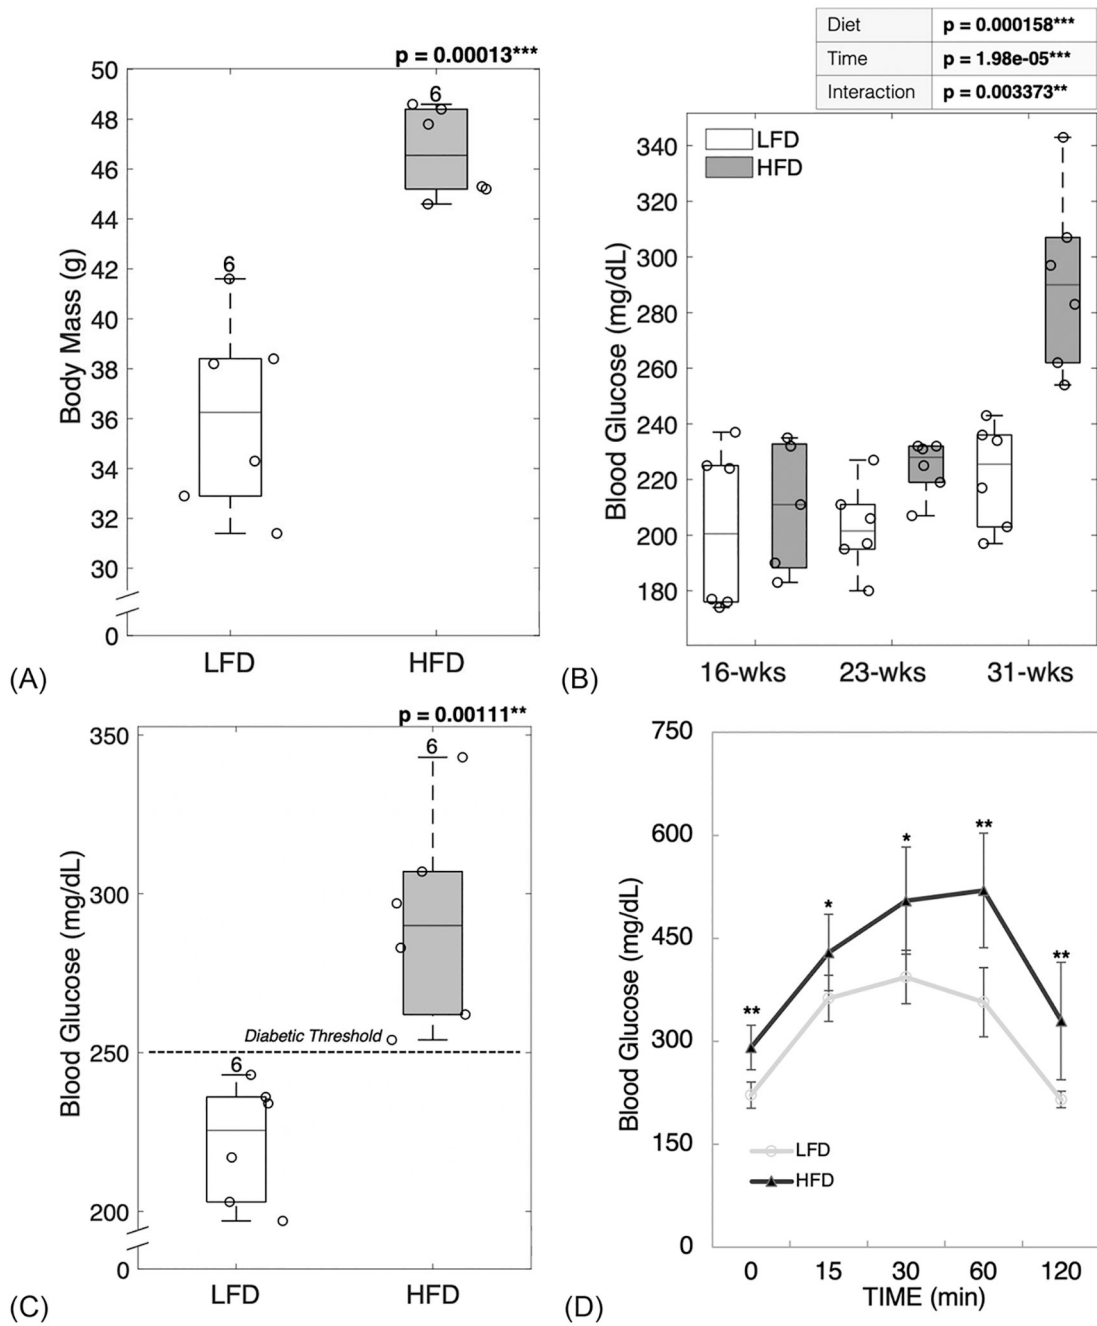 p = 0.00013***
50
48
46
44
42
40
38
36
34
32
30
0
Body Mass (g)
6
6
LFD
HFD
(A)
Diet p = 0.000158***
Time p = 1.98e-05***
Interaction p = 0.003373**
LFD
HFD
340
320
300
280
260
240
220
200
180
Blood Glucose (mg/dL)
16-wks
23-wks
31-wks
(B)
p = 0.00111**
350
300
250
200
0
Blood Glucose (mg/dL)
6
Diabetic Threshold
6
LFD
HFD
(C)
750
600
450
300
150
0
Blood Glucose (mg/dL)
**
*
*
**
**
LFD
HFD
0
15
30
60
120
TIME (min)
(D)